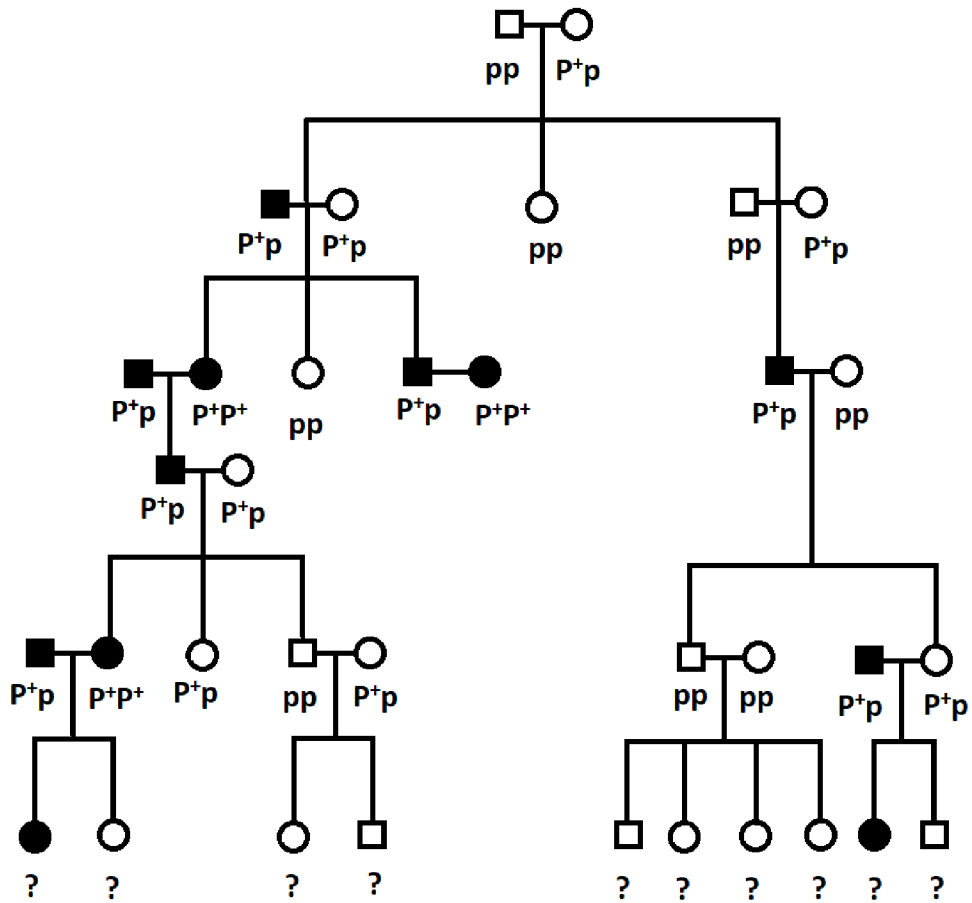 pp P⁺p
P⁺p P⁺p pp pp P⁺p
P⁺p P⁺P⁺ pp P⁺p P⁺P⁺ P⁺p pp
P⁺p P⁺p
P⁺p P⁺P⁺ P⁺p pp P⁺p pp pp P⁺p P⁺p
? ? ? ? ? ? ? ? ? ?